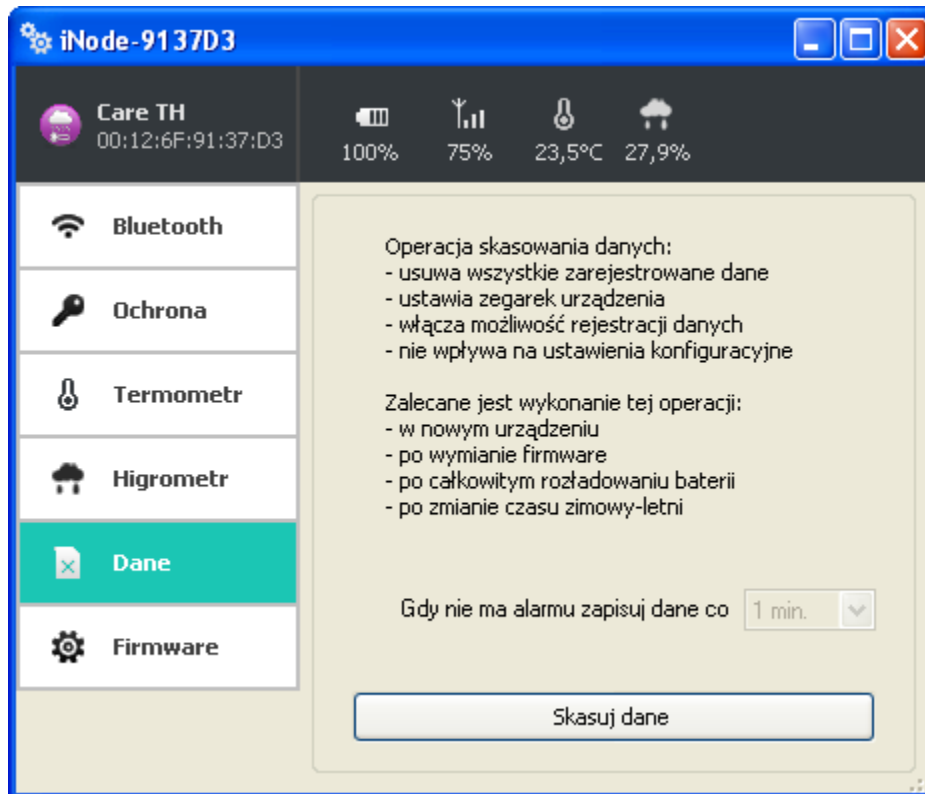 iNode-9137D3
Care TH
00:12:6F:91:37:D3
100%
75%
23,5°C
27,9%
Bluetooth
Ochrona
Termometr
Higrometr
Dane
Firmware
Operacja skasowania danych:
- usuwa wszystkie zarejestrowane dane
- ustawia zegarek urządzenia
- włącza możliwość rejestracji danych
- nie wpływa na ustawienia konfiguracyjne
Zalecane jest wykonanie tej operacji:
- w nowym urządzeniu
- po wymianie firmware
- po całkowitym rozładowaniu baterii
- po zmianie czasu zimowy-letni
Gdy nie ma alarmu zapisuj dane co
1 min.
Skasuj dane